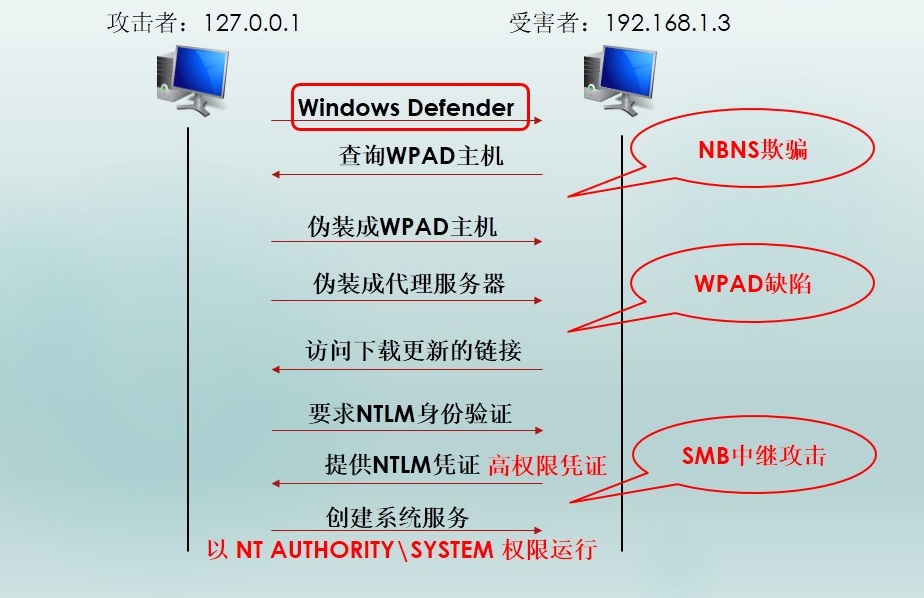 攻击者：127.0.0.1
受害者：192.168.1.3
Windows Defender
查询WPAD主机
NBNS欺骗
伪装成WPAD主机
伪装成代理服务器
WPAD缺陷
访问下载更新的链接
要求NTLM身份验证
提供NTLM凭证 高权限凭证
SMB中继攻击
创建系统服务
以 NT AUTHORITY\SYSTEM 权限运行